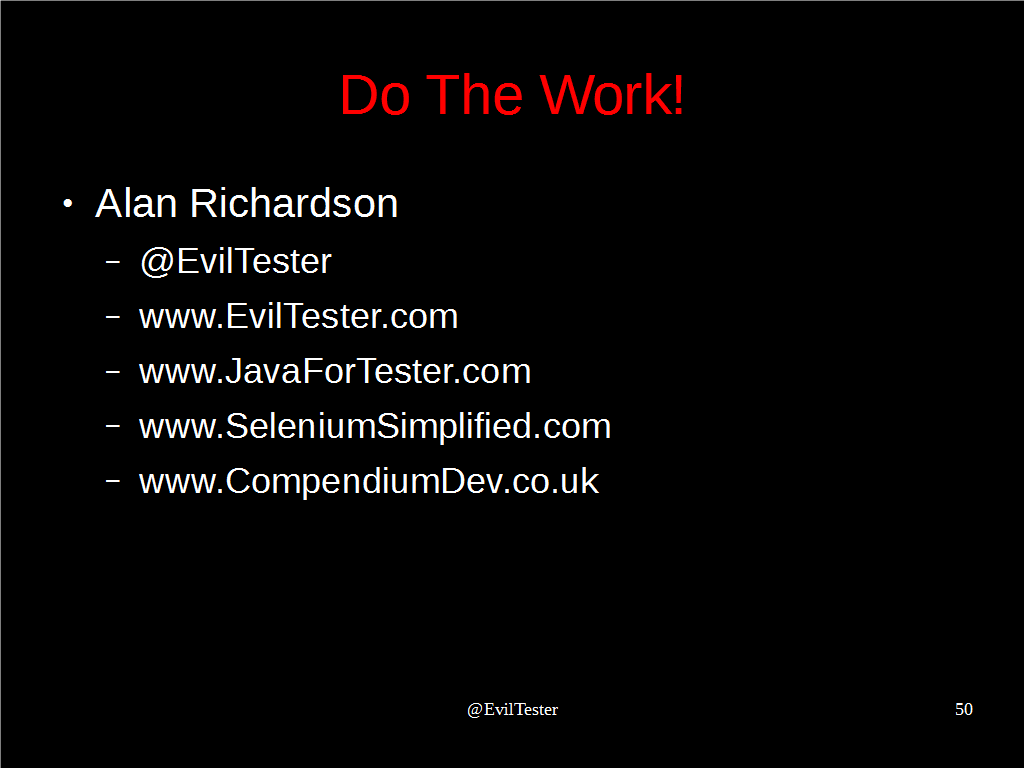 Do The Work!
• Alan Richardson
– @EvilTester
– www.EvilTester.com
– www.JavaForTester.com
– www.SeleniumSimplified.com
– www.CompendiumDev.co.uk
@EvilTester
50